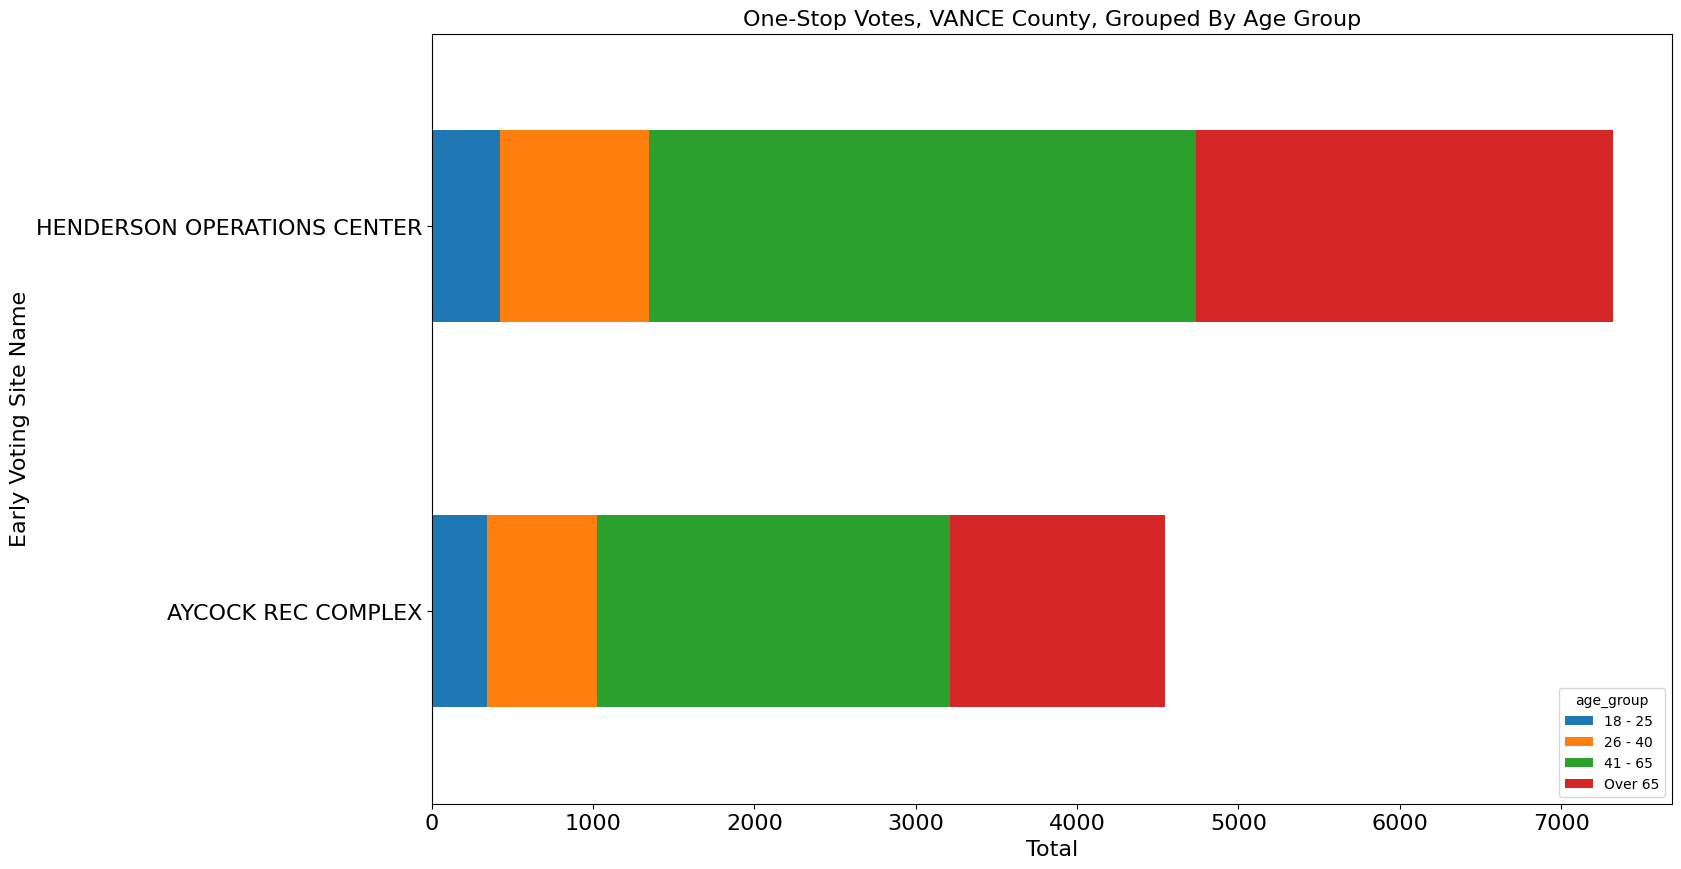 One-Stop Votes, VANCE County, Grouped By Age Group
Early Voting Site Name
HENDERSON OPERATIONS CENTER
AYCOCK REC COMPLEX
age_group
18 - 25
26 - 40
41 - 65
Over 65
0 1000 2000 3000 4000 5000 6000 7000
Total